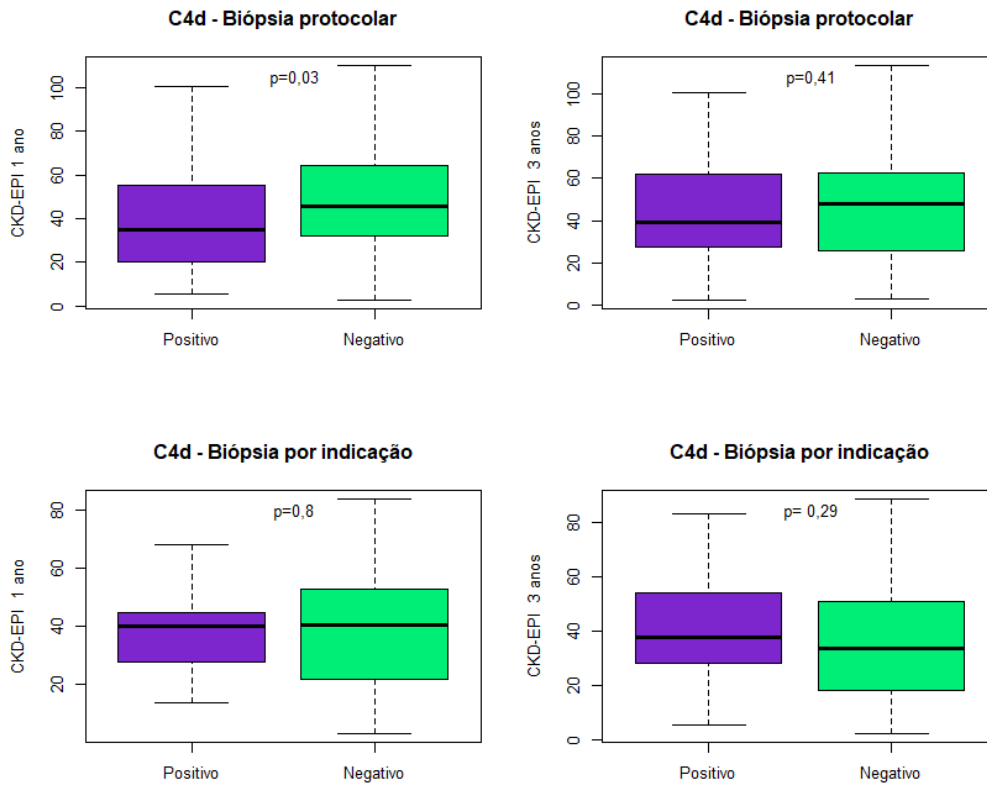 C4d - Biópsia protocolar
p=0,03
CKD-EPI 1 ano
0 20 40 60 80 100
Positivo Negativo
C4d - Biópsia protocolar
p=0,41
CKD-EPI 3 anos
0 20 40 60 80 100
Positivo Negativo
C4d - Biópsia por indicação
p=0,8
CKD-EPI 1 ano
20 40 60 80
Positivo Negativo
C4d - Biópsia por indicação
p= 0,29
CKD-EPI 3 anos
0 20 40 60 80
Positivo Negativo